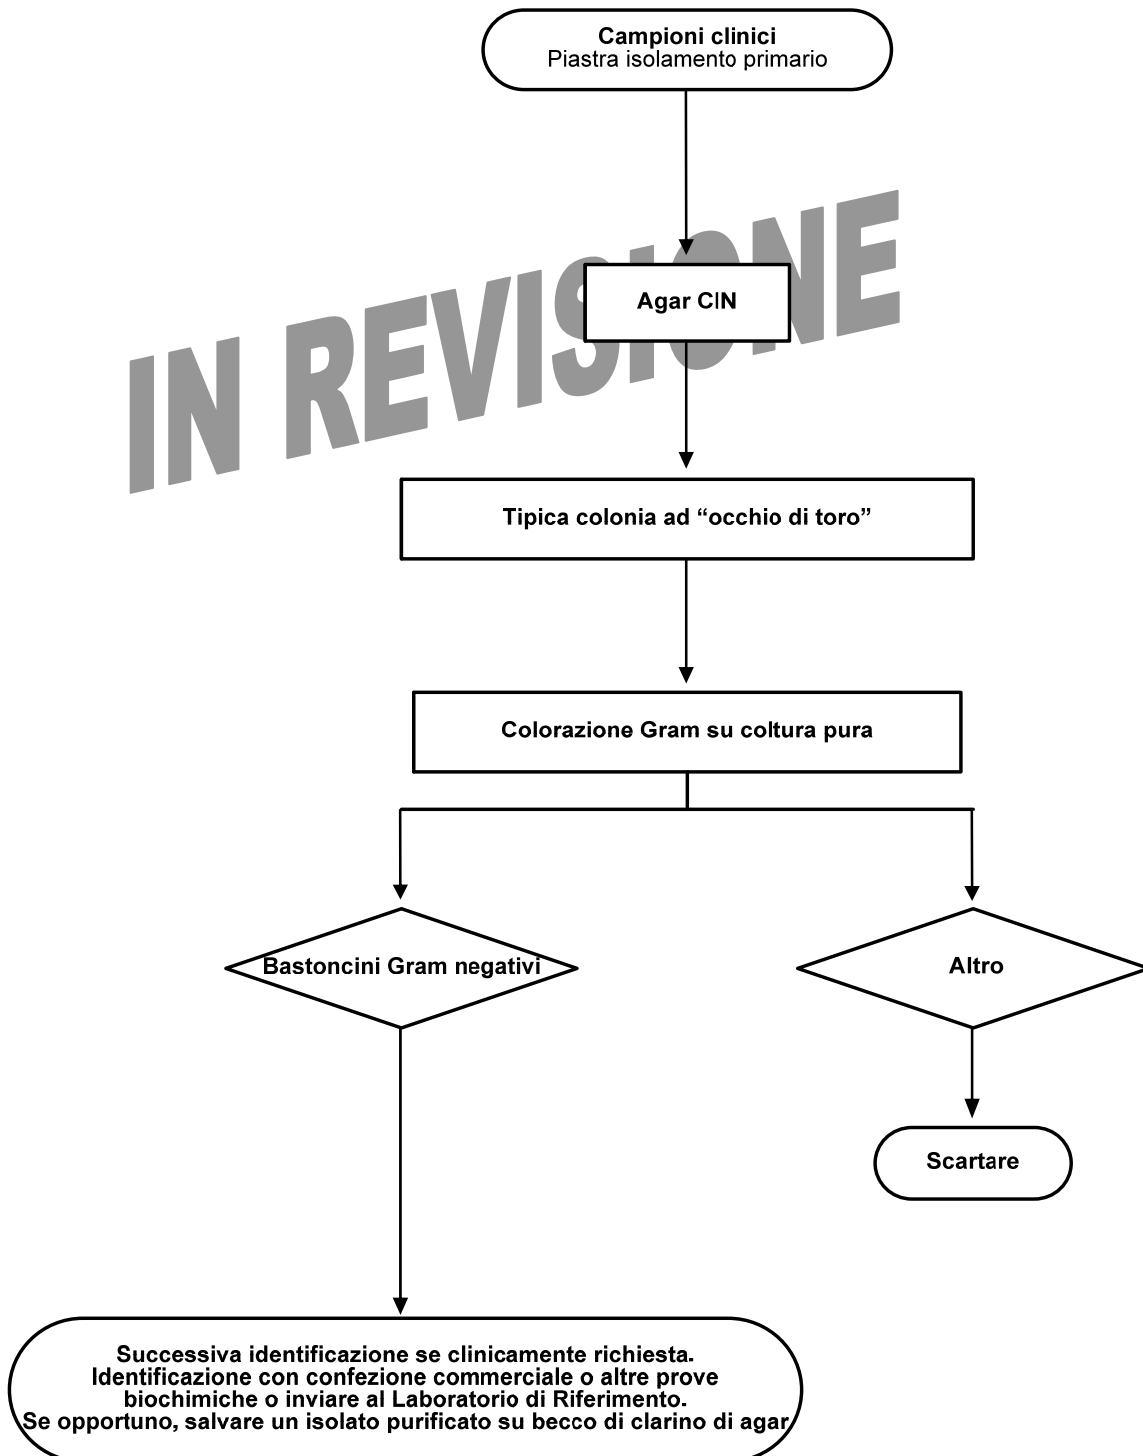 Campioni clinici
Piastra isolamento primario
IN REVISIONE
Agar CIN
Tipica colonia ad “occhio di toro”
Colorazione Gram su coltura pura
Bastoncini Gram negativi
Altro
Scartare
Successiva identificazione se clinicamente richiesta.
Identificazione con confezione commerciale o altre prove
biochimiche o inviare al Laboratorio di Riferimento.
Se opportuno, salvare un isolato purificato su becco di clarino di agar